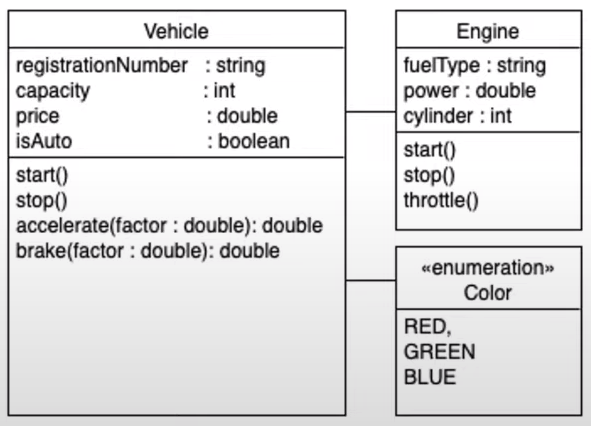 Vehicle
registrationNumber : string
capacity : int
price : double
isAuto : boolean
start()
stop()
accelerate(factor : double): double
brake(factor : double): double
Engine
fuelType : string
power : double
cylinder : int
start()
stop()
throttle()
«enumeration»
Color
RED,
GREEN
BLUE